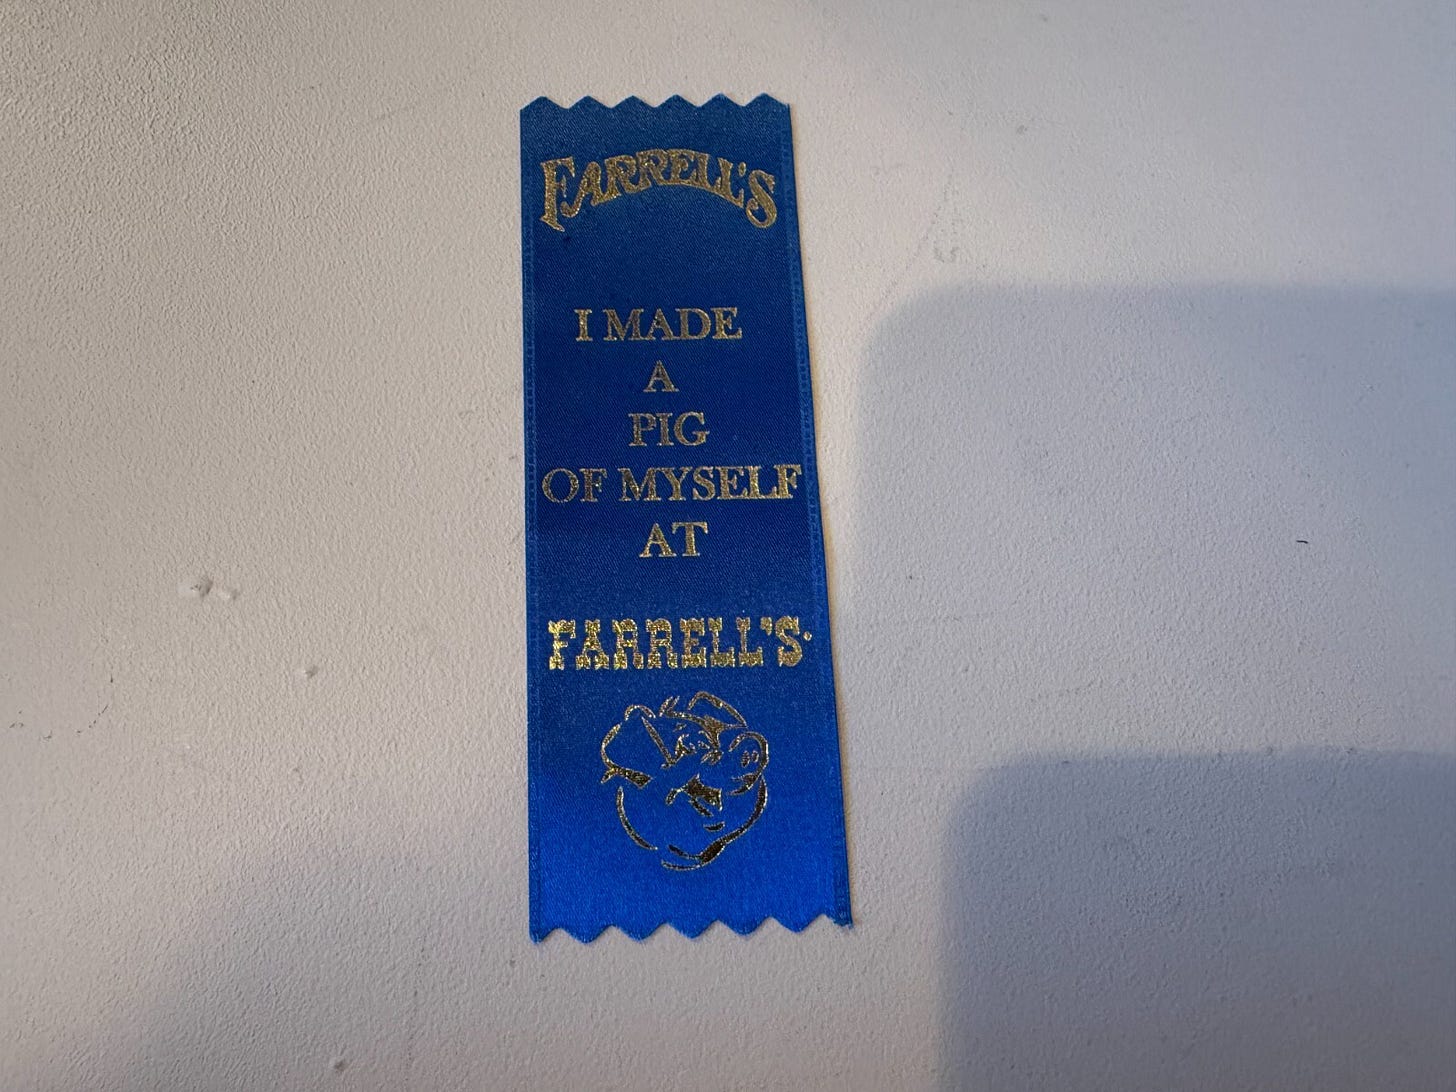 FARRELL'S
I MADE
A
PIG
OF MYSELF
AT
FARRELL'S